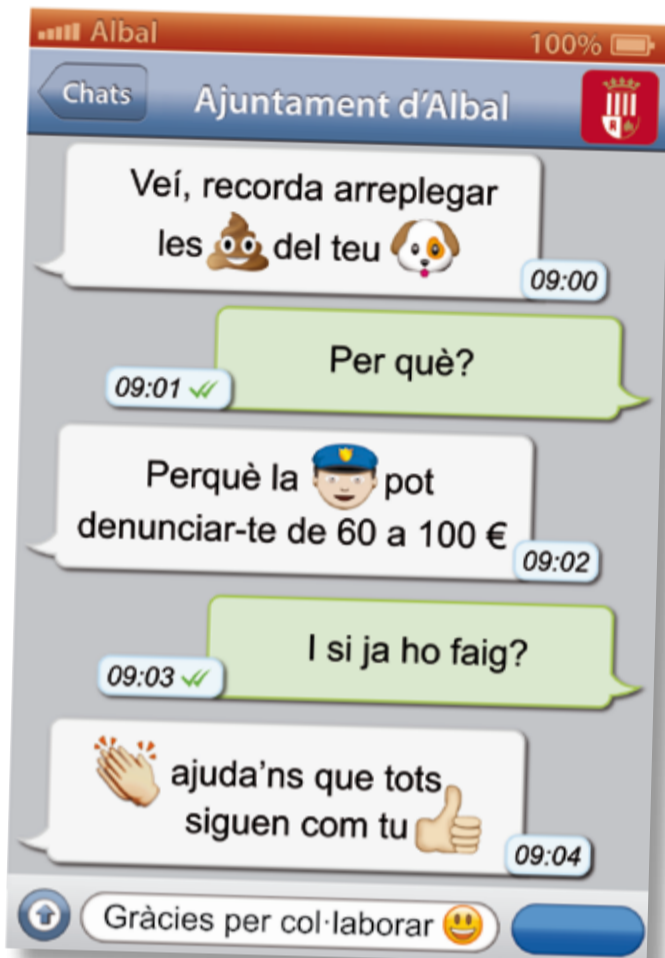 Albal
100%
Chats
Ajuntament d'Albal
Veí, recorda arreplegar
les 💩 del teu 🐶
09:00
Per què?
09:01
Perquè la 👮 pot
denunciar-te de 60 a 100 €
09:02
I si ja ho faig?
09:03
👏 ajuda'ns que tots
siguen com tu 👍
09:04
Gràcies per col·laborar 😃